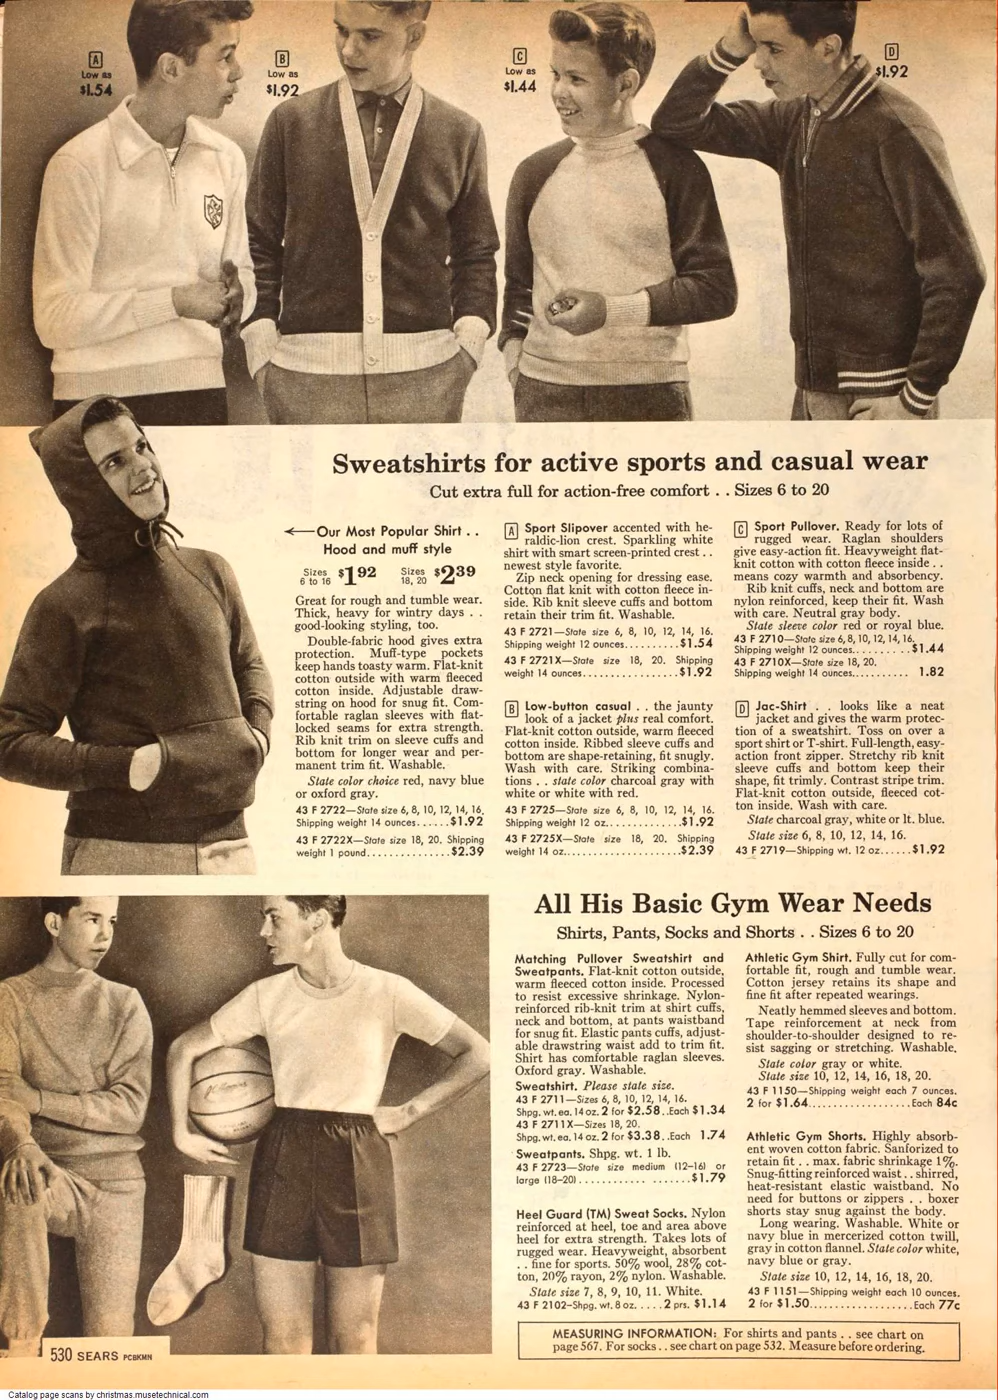 A
Low as
$1.54
B
Low as
$1.92
C
Low as
$1.44
D
$1.92
Sweatshirts for active sports and casual wear
Cut extra full for action-free comfort . . Sizes 6 to 20
Our Most Popular Shirt . .
Hood and muff style
Sizes 6 to 16 $1.92 Sizes 18, 20 $2.39
Great for rough and tumble wear.
Thick, heavy for wintry days . .
good-looking styling, too.
Double-fabric hood gives extra
protection. Muff-type pockets
keep hands toasty warm. Flat-knit
cotton outside with warm fleeced
cotton inside. Adjustable draw-
string on hood for snug fit. Com-
fortable raglan sleeves with flat-
locked seams for extra strength.
Rib knit trim on sleeve cuffs and
bottom for longer wear and per-
manent trim fit. Washable.
State color choice red, navy blue
or oxford gray.
43 F 2722—State size 6, 8, 10, 12, 14, 16.
Shipping weight 14 ounces......$1.92
43 F 2722X—State size 18, 20. Shipping
weight 1 pound...............$2.39
A Sport Slipover accented with he-
raldic-lion crest. Sparkling white
shirt with smart screen-printed crest . .
newest style favorite.
Zip neck opening for dressing ease.
Cotton flat knit with cotton fleece in-
side. Rib knit sleeve cuffs and bottom
retain their trim fit. Washable.
43 F 2721—State size 6, 8, 10, 12, 14, 16.
Shipping weight 12 ounces..........$1.54
43 F 2721X—State size 18, 20. Shipping
weight 14 ounces.................$1.92
B Low-button casual . . the jaunty
look of a jacket plus real comfort.
Flat-knit cotton outside, warm fleeced
cotton inside. Ribbed sleeve cuffs and
bottom are shape-retaining, fit snugly.
Wash with care. Striking combina-
tions . . state color charcoal gray with
white or white with red.
43 F 2725—State size 6, 8, 10, 12, 14, 16.
Shipping weight 12 oz.............$1.92
43 F 2725X—State size 18, 20. Shipping
weight 14 oz.....................$2.39
C Sport Pullover. Ready for lots of
rugged wear. Raglan shoulders
give easy-action fit. Heavyweight flat-
knit cotton with cotton fleece inside . .
means cozy warmth and absorbency.
Rib knit cuffs, neck and bottom are
nylon reinforced, keep their fit. Wash
with care. Neutral gray body.
State sleeve color red or royal blue.
43 F 2710—State size 6, 8, 10, 12, 14, 16.
Shipping weight 12 ounces..........$1.44
43 F 2710X—State size 18, 20.
Shipping weight 14 ounces.......... 1.82
D Jac-Shirt . . looks like a neat
jacket and gives the warm protec-
tion of a sweatshirt. Toss on over a
sport shirt or T-shirt. Full-length, easy-
action front zipper. Stretchy rib knit
sleeve cuffs and bottom keep their
shape, fit trimly. Contrast stripe trim.
Flat-knit cotton outside, fleeced cot-
ton inside. Wash with care.
State charcoal gray, white or lt. blue.
State size 6, 8, 10, 12, 14, 16.
43 F 2719—Shipping wt. 12 oz......$1.92
All His Basic Gym Wear Needs
Shirts, Pants, Socks and Shorts . . Sizes 6 to 20
Matching Pullover Sweatshirt and
Sweatpants. Flat-knit cotton outside,
warm fleeced cotton inside. Processed
to resist excessive shrinkage. Nylon-
reinforced rib-knit trim at shirt cuffs,
neck and bottom, at pants waistband
for snug fit. Elastic pants cuffs, adjust-
able drawstring waist add to trim fit.
Shirt has comfortable raglan sleeves.
Oxford gray. Washable.
Sweatshirt. Please state size.
43 F 2711—Sizes 6, 8, 10, 12, 14, 16.
Shpg. wt. ea. 14 oz. 2 for $2.58..Each $1.34
43 F 2711X—Sizes 18, 20.
Shpg. wt. ea. 14 oz. 2 for $3.38..Each 1.74
Sweatpants. Shpg. wt. 1 lb.
43 F 2723—State size medium (12–16) or
large (18–20)....................$1.79
Heel Guard (TM) Sweat Socks. Nylon
reinforced at heel, toe and area above
heel for extra strength. Takes lots of
rugged wear. Heavyweight, absorbent
. . fine for sports. 50% wool, 28% cot-
ton, 20% rayon, 2% nylon. Washable.
State size 7, 8, 9, 10, 11. White.
43 F 2102–Shpg. wt. 8 oz.....2 prs. $1.14
Athletic Gym Shirt. Fully cut for com-
fortable fit, rough and tumble wear.
Cotton jersey retains its shape and
fine fit after repeated wearings.
Neatly hemmed sleeves and bottom.
Tape reinforcement at neck from
shoulder-to-shoulder designed to re-
sist sagging or stretching. Washable.
State color gray or white.
State size 10, 12, 14, 16, 18, 20.
43 F 1150—Shipping weight each 7 ounces.
2 for $1.64..................Each 84c
Athletic Gym Shorts. Highly absorb-
ent woven cotton fabric. Sanforized to
retain fit . . max. fabric shrinkage 1%.
Snug-fitting reinforced waist . . shirred,
heat-resistant elastic waistband. No
need for buttons or zippers . . boxer
shorts stay snug against the body.
Long wearing. Washable. White or
navy blue in mercerized cotton twill,
gray in cotton flannel. State color white,
navy blue or gray.
State size 10, 12, 14, 16, 18, 20.
43 F 1151—Shipping weight each 10 ounces.
2 for $1.50..................Each 77c
MEASURING INFORMATION: For shirts and pants . . see chart on
page 567. For socks . . see chart on page 532. Measure before ordering.
530 SEARS PCBKMN
Catalog page scans by christmas.musetechnical.com